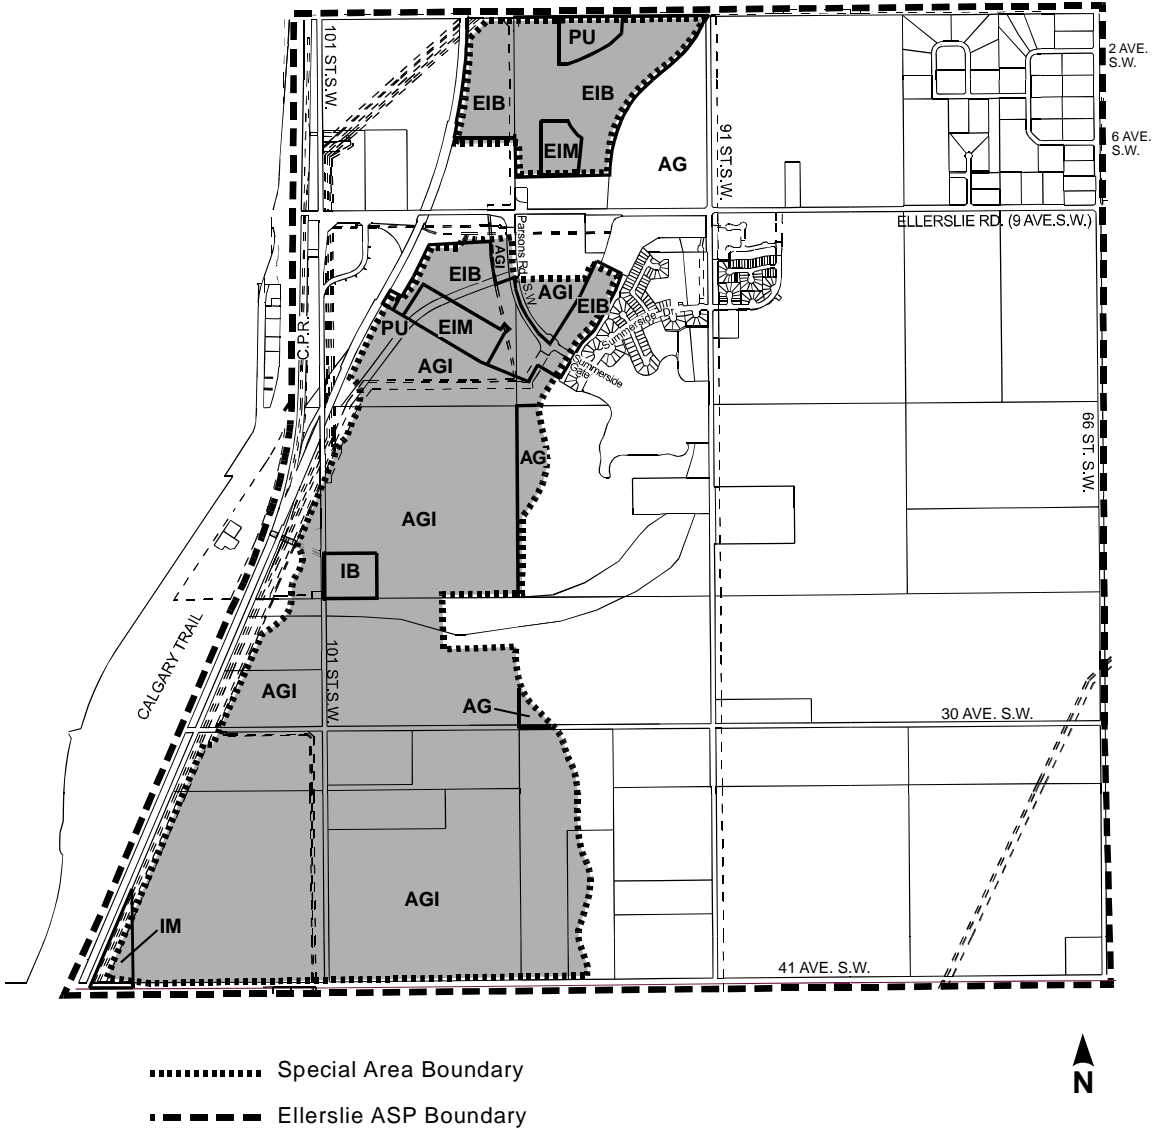 101 ST.S.W.
PU
2 AVE.
S.W.
EIB
EIB
91 ST.S.W.
6 AVE.
S.W.
EIM
AG
ELLERSLIE RD. (9 AVE.S.W.)
Parsons Rd. S.W.
AGI
EIB
AGI
EIB
C.P.R.
PU
EIM
Summerside Dr.
AGI
Summerside
Gate
66 ST. S.W.
AG
AGI
IB
CALGARY TRAIL
101 ST.S.W.
AGI
AG
30 AVE. S.W.
AGI
IM
41 AVE. S.W.
N
Special Area Boundary
Ellerslie ASP Boundary